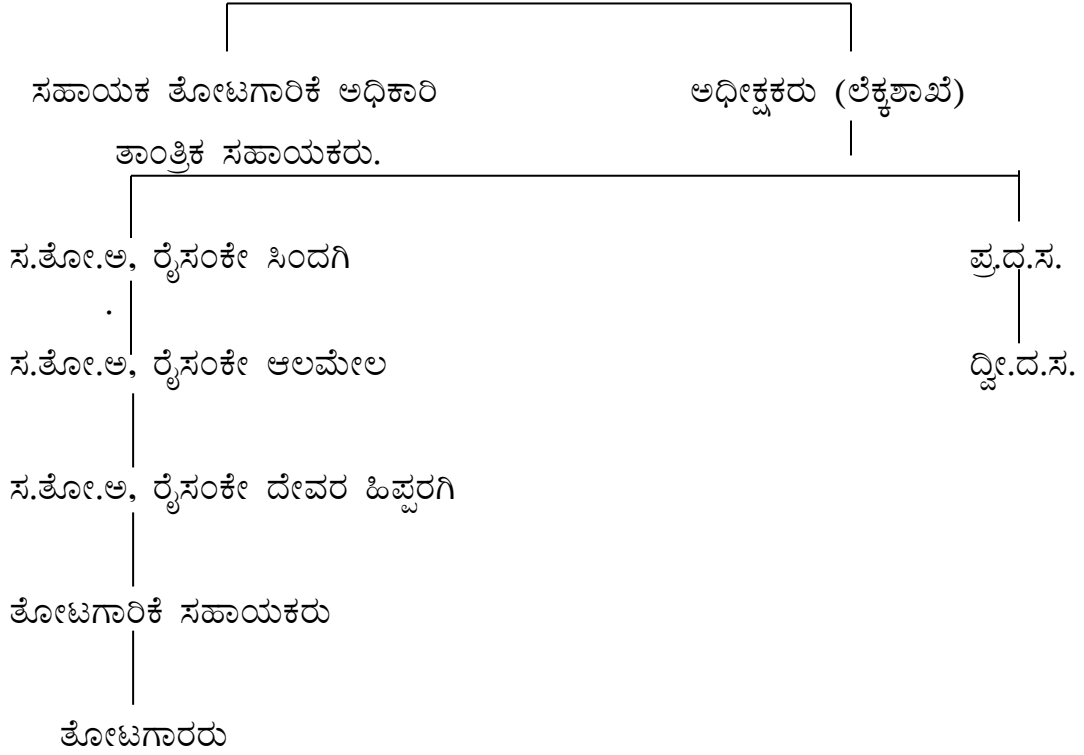 ಸಹಾಯಕ ತೋಟಗಾರಿಕೆ ಅಧಿಕಾರಿ ಅಧೀಕ್ಷಕರು (ಲೆಕ್ಕಶಾಖೆ)
ತಾಂತ್ರಿಕ ಸಹಾಯಕರು.
ಸ.ತೋ.ಅ, ರೈಸಂಕೇ ಸಿಂದಗಿ ಪ್ರ.ದ.ಸ.
.
ಸ.ತೋ.ಅ, ರೈಸಂಕೇ ಆಲಮೇಲ ದ್ವೀ.ದ.ಸ.
ಸ.ತೋ.ಅ, ರೈಸಂಕೇ ದೇವರ ಹಿಪ್ಪರಗಿ
ತೋಟಗಾರಿಕೆ ಸಹಾಯಕರು
ತೋಟಗಾರರು